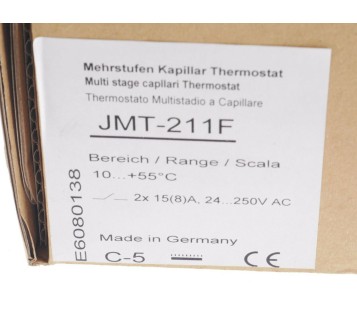 Mehrstufen Kapillar Thermostat
Multi stage capillari Thermostat
Thermostato Multistadio a Capillare
JMT-211F
Bereich / Range / Scala
10...+55°C
2x 15(8)A, 24...250V AC
Made in Germany
C-5 CE
E6080138